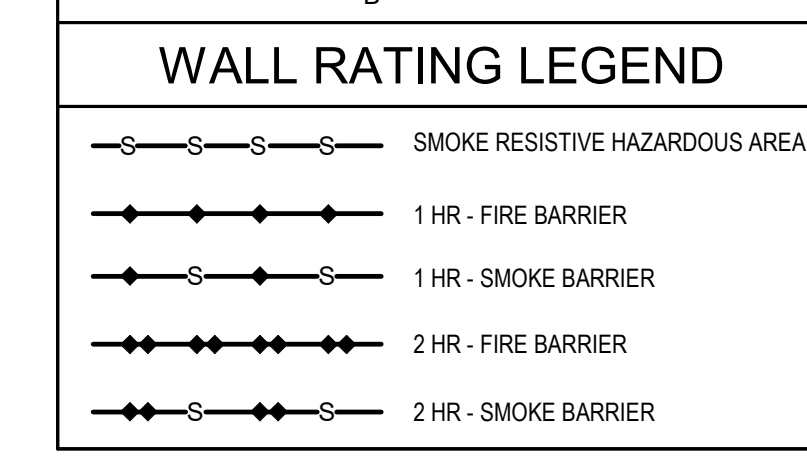 WALL RATING LEGEND
S S S S SMOKE RESISTIVE HAZARDOUS AREA
1 HR - FIRE BARRIER
S S 1 HR - SMOKE BARRIER
2 HR - FIRE BARRIER
S S 2 HR - SMOKE BARRIER